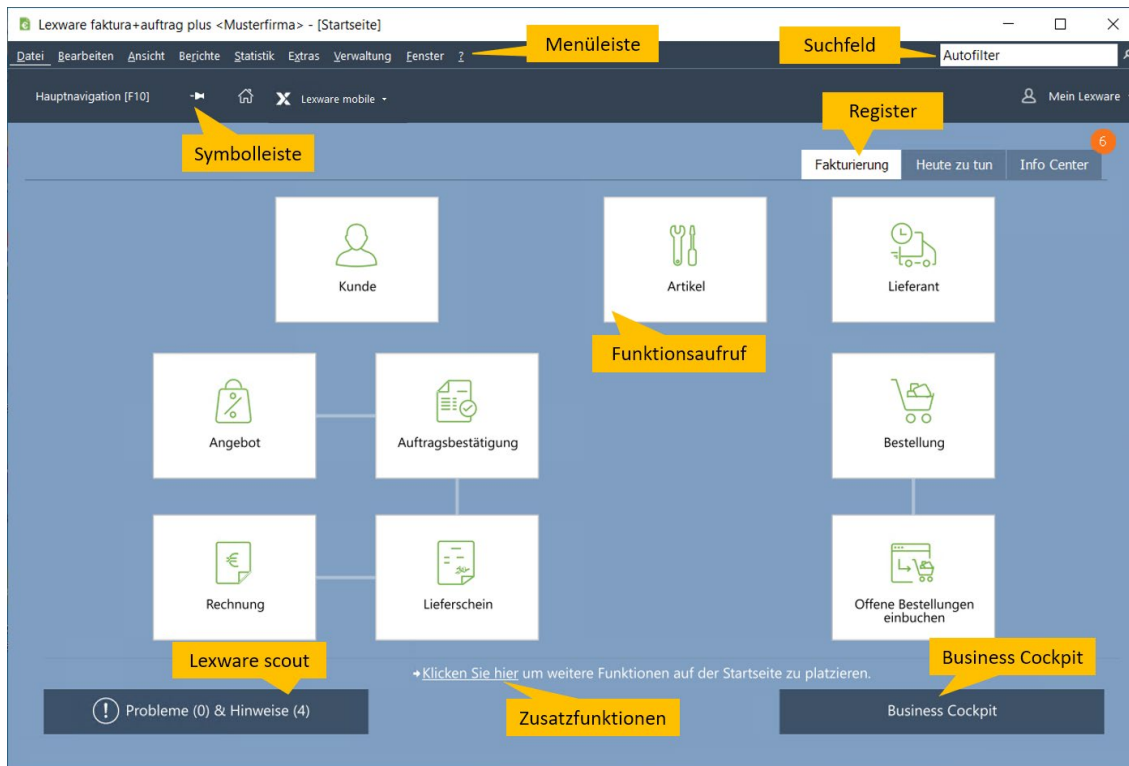 Lexware faktura+auftrag plus <Musterfirma> - [Startseite]
Datei Bearbeiten Ansicht Berichte Statistik Extras Verwaltung Fenster ?
Menüleiste
Suchfeld
Autofilter
Hauptnavigation [F10]
Lexware mobile
Mein Lexware
Symbolleiste
Register
6
Fakturierung Heute zu tun Info Center
Kunde
Artikel
Lieferant
Funktionsaufruf
Angebot
Auftragsbestätigung
Bestellung
Rechnung
Lieferschein
Offene Bestellungen
einbuchen
Lexware scout
Klicken Sie hier um weitere Funktionen auf der Startseite zu platzieren.
Business Cockpit
Probleme (0) & Hinweise (4)
Zusatzfunktionen
Business Cockpit